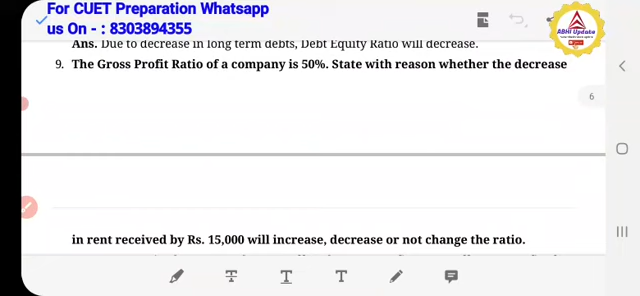 For CUET Preparation Whatsapp
us On - : 8303894355
ABHI Update
Ans. Due to decrease in long term debts, Debt Equity Ratio will decrease.
9. The Gross Profit Ratio of a company is 50%. State with reason whether the decrease
6
in rent received by Rs. 15,000 will increase, decrease or not change the ratio.